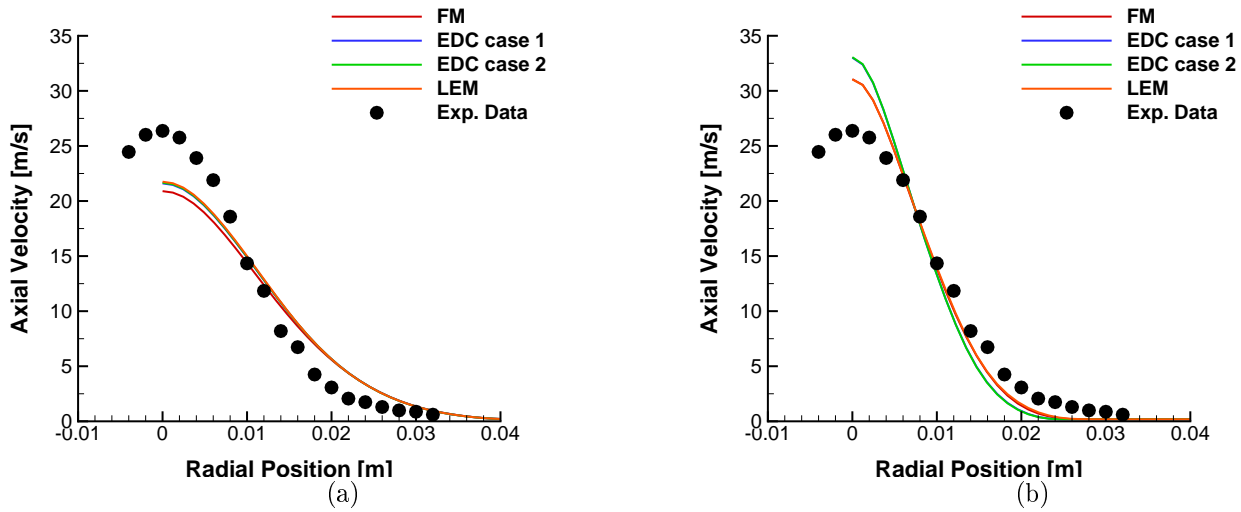 FM
EDC case 1
EDC case 2
LEM
Exp. Data
35
30
25
20
15
10
5
0
Axial Velocity [m/s]
-0.01
0
0.01
0.02
0.03
0.04
Radial Position [m]
(a)
FM
EDC case 1
EDC case 2
LEM
Exp. Data
35
30
25
20
15
10
5
0
Axial Velocity [m/s]
-0.01
0
0.01
0.02
0.03
0.04
Radial Position [m]
(b)